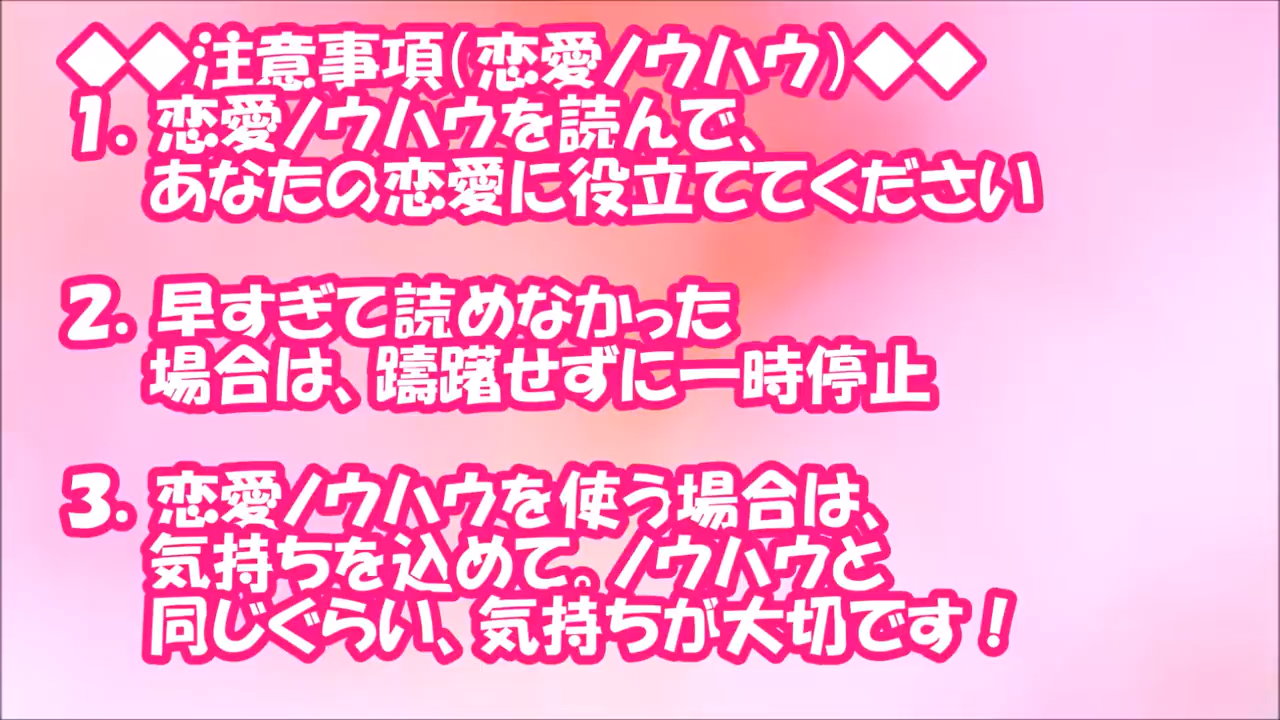 ◆◆注意事項(恋愛ノウハウ)◆◆
1. 恋愛ノウハウを読んで、
あなたの恋愛に役立ててください
2. 早すぎて読めなかった
場合は、躊躇せずに一時停止
3. 恋愛ノウハウを使う場合は、
気持ちを込めて。ノウハウと
同じぐらい、気持ちが大切です!